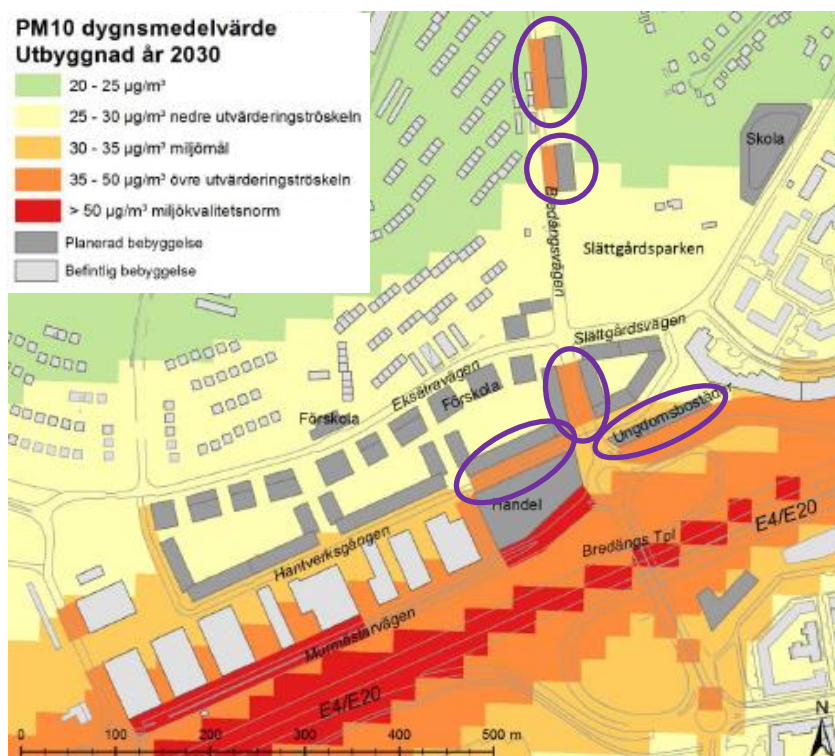 PM10 dygnsmedelvärde
Utbyggnad år 2030
20 - 25 µg/m³
25 - 30 µg/m³ nedre utvärderingströskeln
30 - 35 µg/m³ miljömål
35 - 50 µg/m³ övre utvärderingströskeln
> 50 µg/m³ miljökvalitetsnorm
Planerad bebyggelse
Befintlig bebyggelse
Skola
Bredängsvägen
Slättgårdsparken
Slättgårdsvägen
Eksätravägen
Förskola
Förskola
Ungdomsbostäder
Handel
Hantverksgången
Bredängs Tpl
E4/E20
Murmästarvägen
E4/E20
N
0 100 200 300 400 500 m